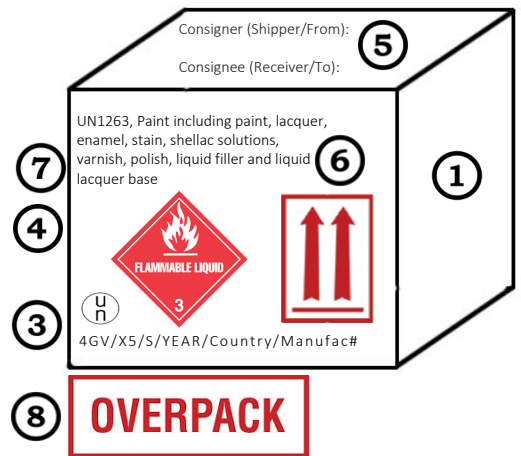 Consigner (Shipper/From):
5
Consignee (Receiver/To):
UN1263, Paint including paint, lacquer,
enamel, stain, shellac solutions,
varnish, polish, liquid filler and liquid
lacquer base
6
7
1
4
FLAMMABLE LIQUID
3
u
n
3
4GV/X5/S/YEAR/Country/Manufac#
8
OVERPACK